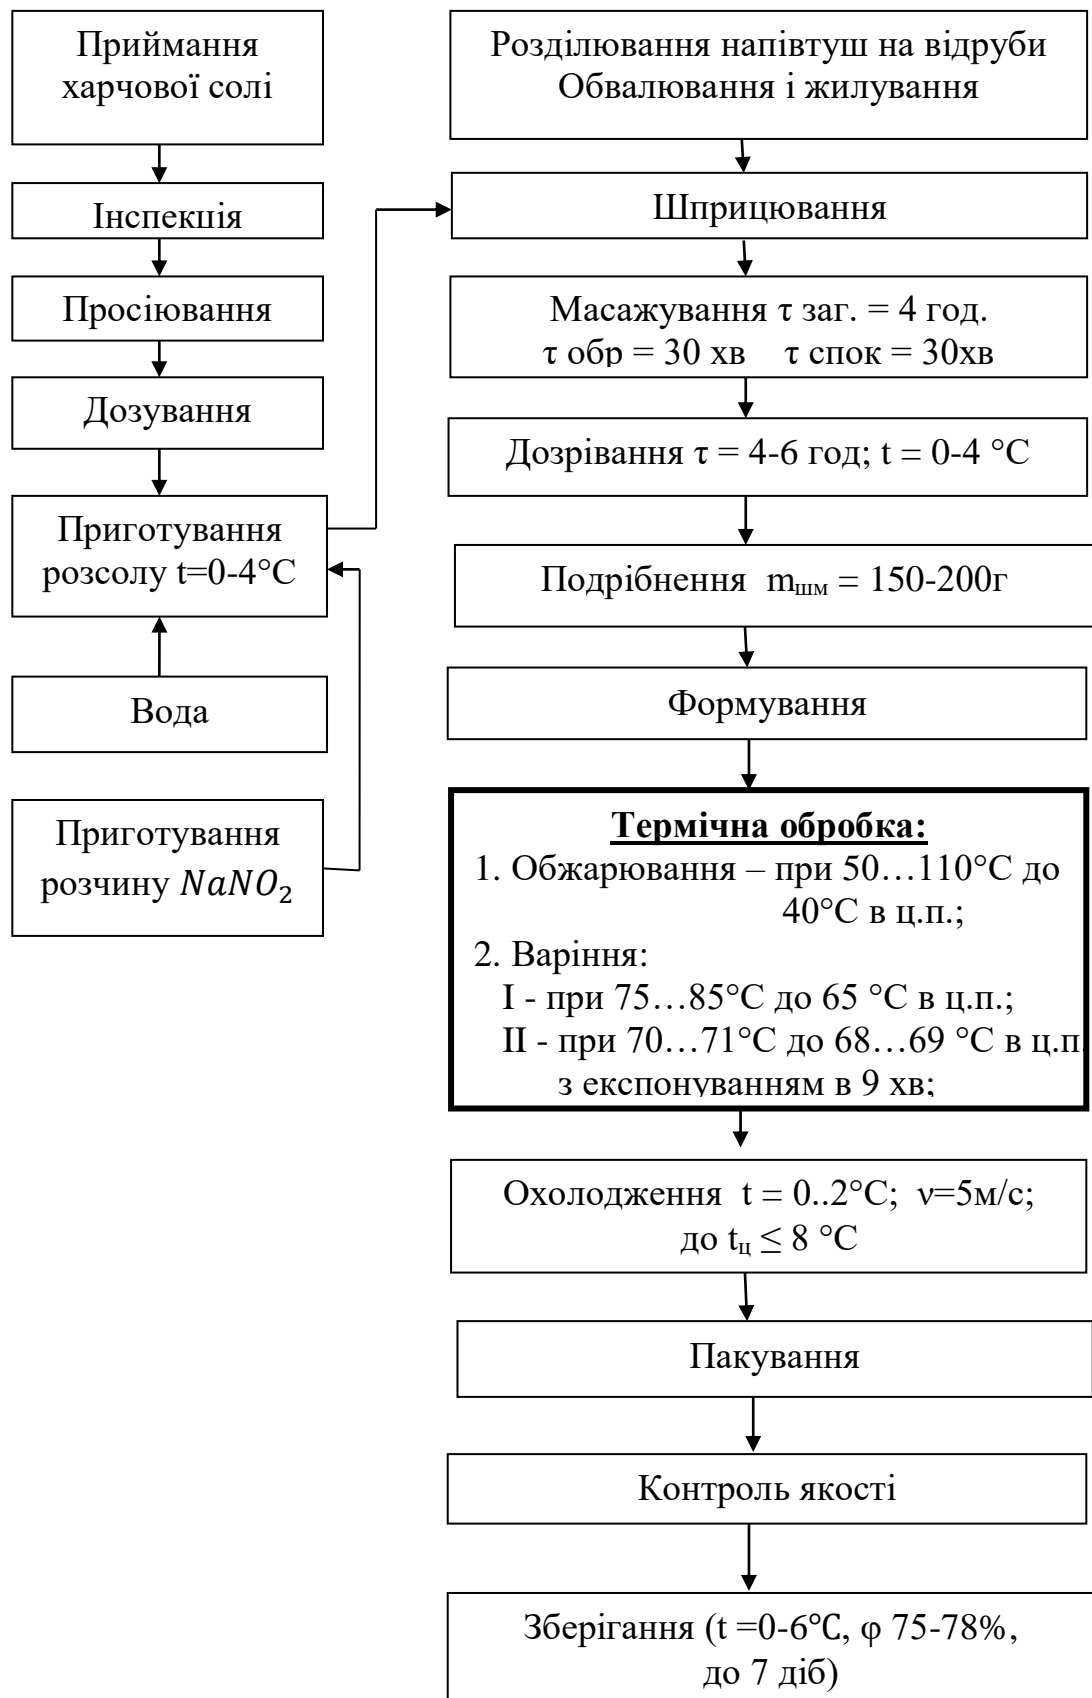 Приймання
харчової солі
Інспекція
Просіювання
Дозування
Приготування
розсолу t=0-4°С
Вода
Приготування
розчину NaNO₂
Розділювання напівтуш на відруби
Обвалювання і жилування
Шприцювання
Масажування τ заг. = 4 год.
τ обр = 30 хв τ спок = 30хв
Дозрівання τ = 4-6 год; t = 0-4 °С
Подрібнення mшм = 150-200г
Формування
Термічна обробка:
1. Обжарювання – при 50…110°С до
40°С в ц.п.;
2. Варіння:
І - при 75…85°С до 65 °С в ц.п.;
ІІ - при 70…71°С до 68…69 °С в ц.п.
з експонуванням в 9 хв;
Охолодження t = 0..2°С; ν=5м/с;
до tц ≤ 8 °С
Пакування
Контроль якості
Зберігання (t =0-6℃, φ 75-78%,
до 7 діб)